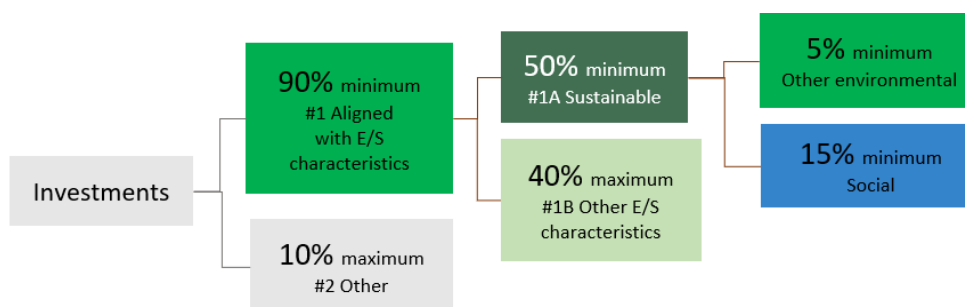 Investments
90% minimum
#1 Aligned
with E/S
characteristics
10% maximum
#2 Other
50% minimum
#1A Sustainable
40% maximum
#1B Other E/S
characteristics
5% minimum
Other environmental
15% minimum
Social